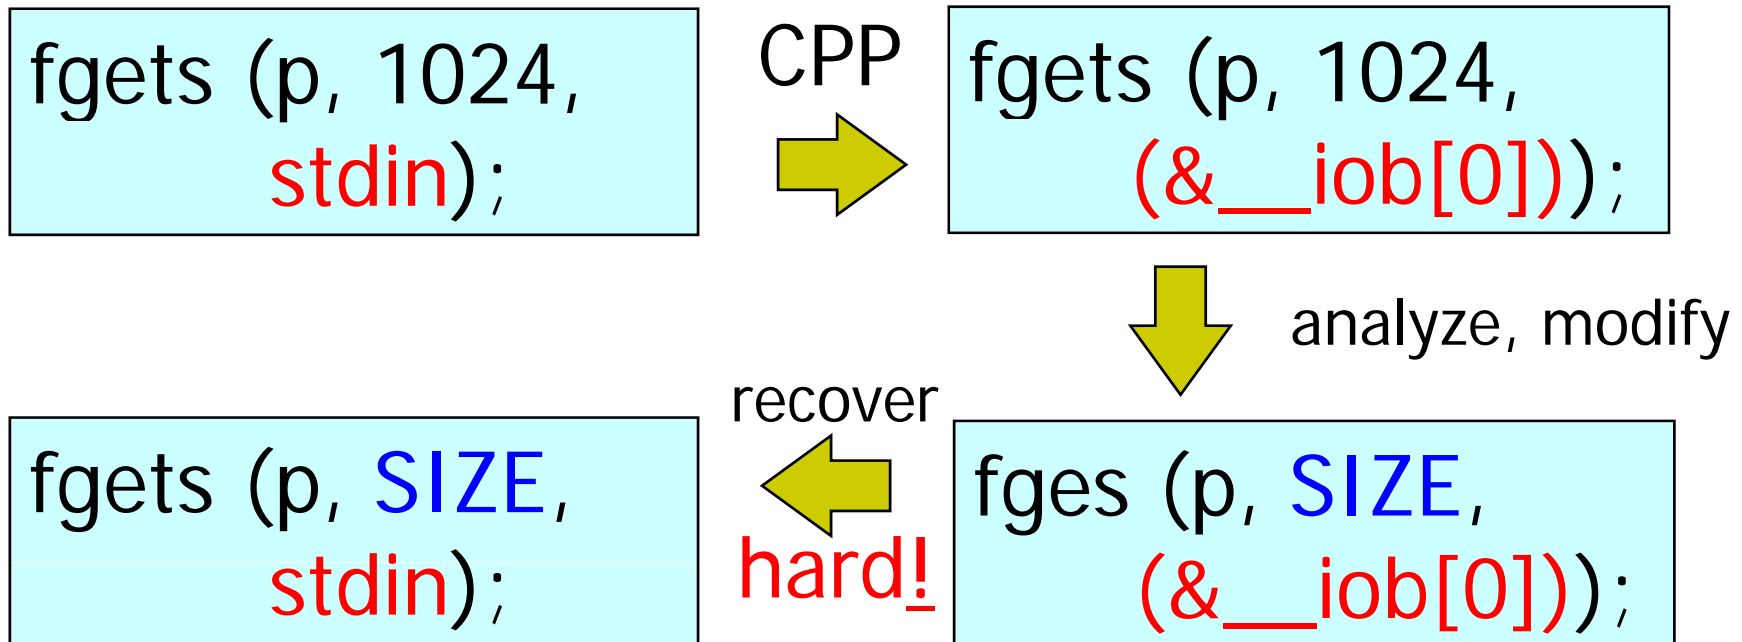 fgets (p, 1024,
stdin);
CPP
fgets (p, 1024,
(&__iob[0]));
analyze, modify
recover
hard!
fgets (p, SIZE,
stdin);
fges (p, SIZE,
(&__iob[0]));